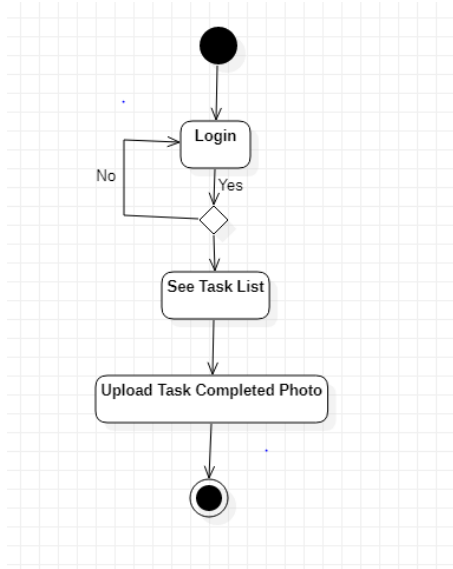 Login
No
Yes
See Task List
Upload Task Completed Photo